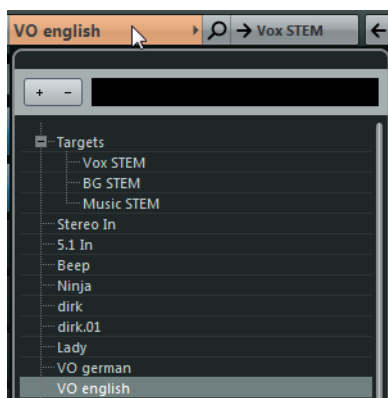 VO english → Vox STEM ←
+ -
Targets
Vox STEM
BG STEM
Music STEM
Stereo In
5.1 In
Beep
Ninja
dirk
dirk.01
Lady
VO german
VO english